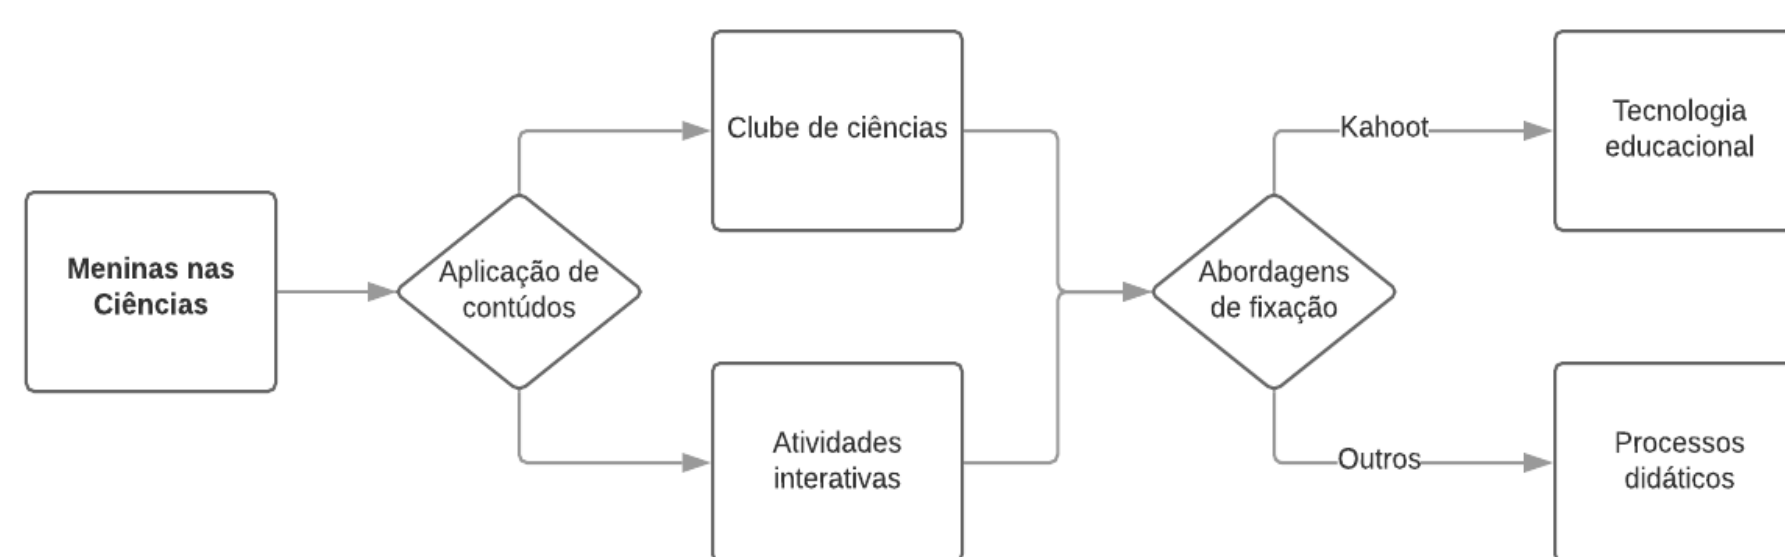 Meninas nas
Ciências
Aplicação de
contúdos
Clube de ciências
Atividades
interativas
Abordagens
de fixação
Kahoot
Outros
Tecnologia
educacional
Processos
didáticos